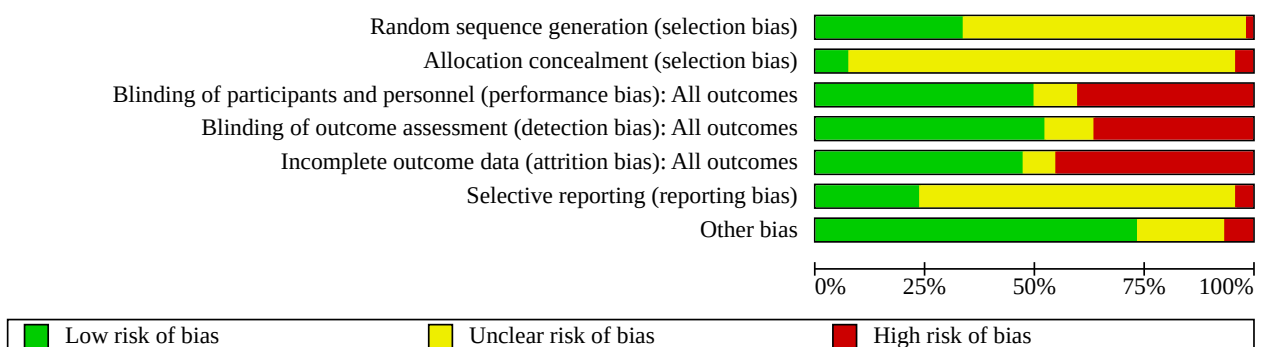 Random sequence generation (selection bias)
Allocation concealment (selection bias)
Blinding of participants and personnel (performance bias): All outcomes
Blinding of outcome assessment (detection bias): All outcomes
Incomplete outcome data (attrition bias): All outcomes
Selective reporting (reporting bias)
Other bias
0% 25% 50% 75% 100%
Low risk of bias Unclear risk of bias High risk of bias